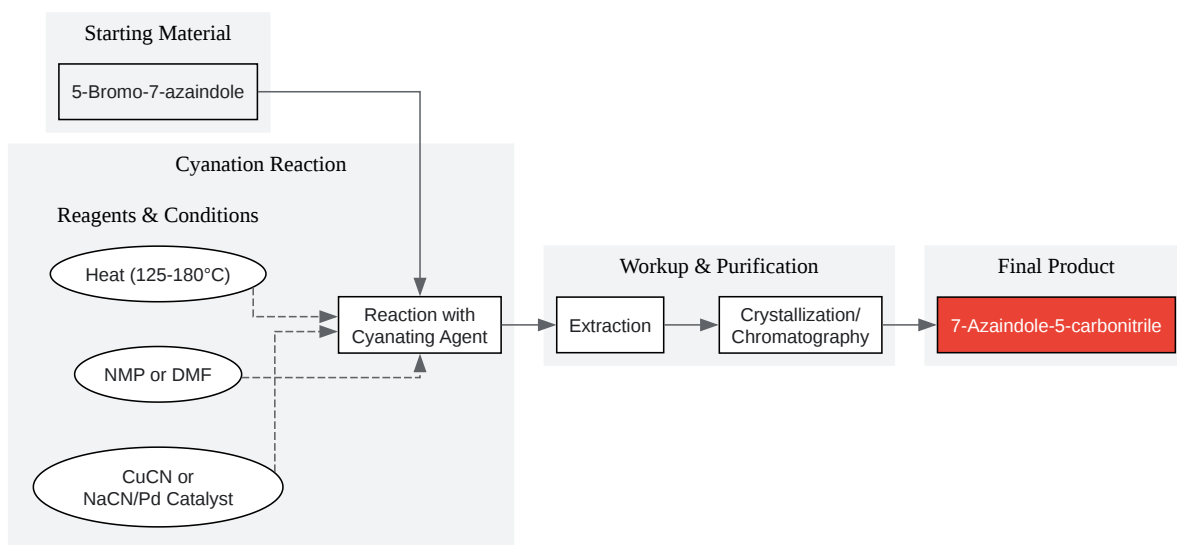 Starting Material
5-Bromo-7-azaindole
Cyanation Reaction
Reagents & Conditions
Heat (125-180°C)
NMP or DMF
CuCN or
NaCN/Pd Catalyst
Reaction with
Cyanating Agent
Workup & Purification
Extraction
Crystallization/
Chromatography
Final Product
7-Azaindole-5-carbonitrile